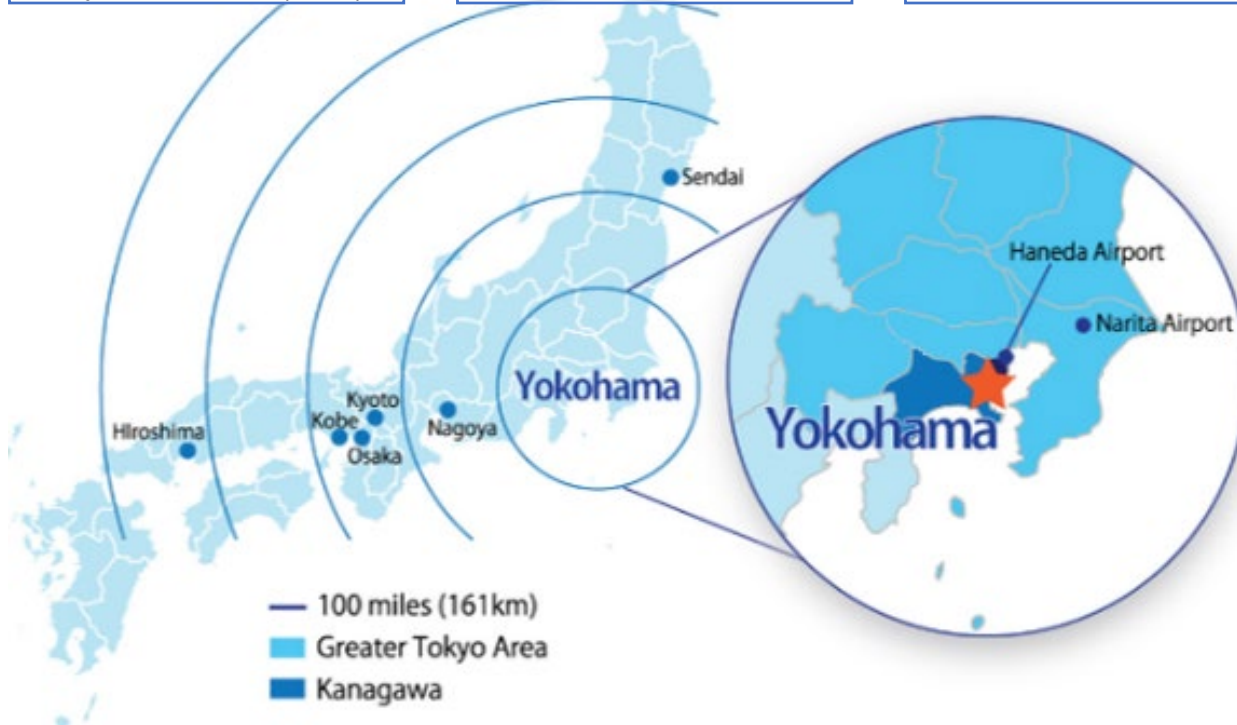 Sendai
Haneda Airport
Narita Airport
Yokohama
Kyoto
Kobe
HIroshima
Nagoya
Osaka
Yokohama
100 miles (161km)
Greater Tokyo Area
Kanagawa